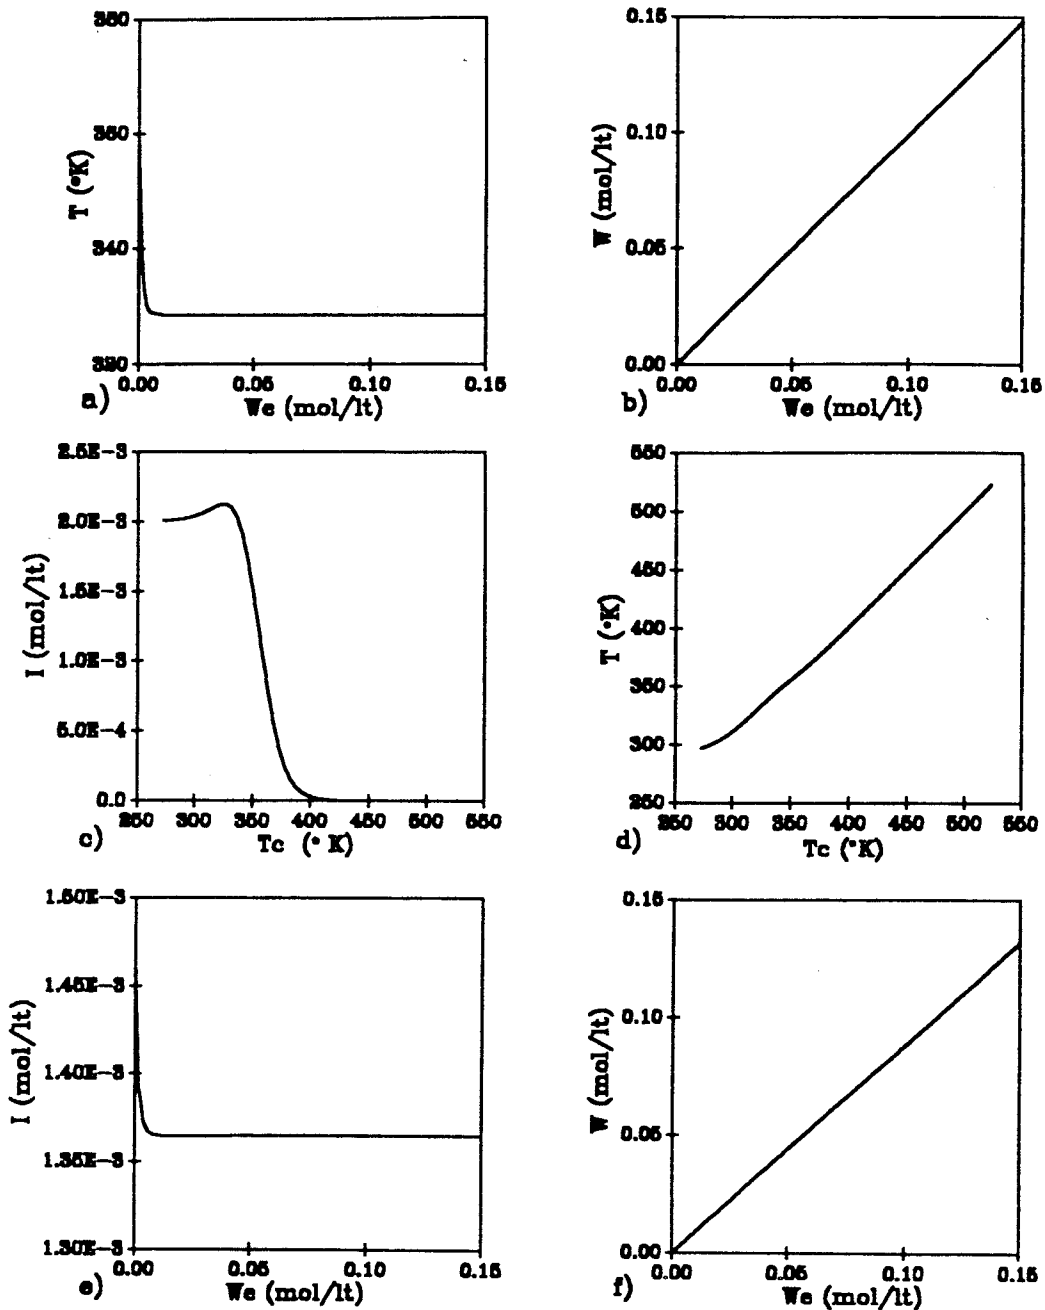 380
360
340
320
T (°K)
0.00 0.05 0.10 0.15
a) We (mol/lt)
0.15
0.10
0.05
0.00
W (mol/lt)
0.00 0.05 0.10 0.15
b) We (mol/lt)
2.5E-3
2.0E-3
1.5E-3
1.0E-3
5.0E-4
0.0
I (mol/lt)
250 300 350 400 450 500 550
c) Tc (°K)
550
500
450
400
350
300
250
T (°K)
250 300 350 400 450 500 550
d) Tc (°K)
1.50E-3
1.45E-3
1.40E-3
1.35E-3
1.30E-3
I (mol/lt)
0.00 0.05 0.10 0.15
e) We (mol/lt)
0.15
0.10
0.05
0.00
W (mol/lt)
0.00 0.05 0.10 0.15
f) We (mol/lt)